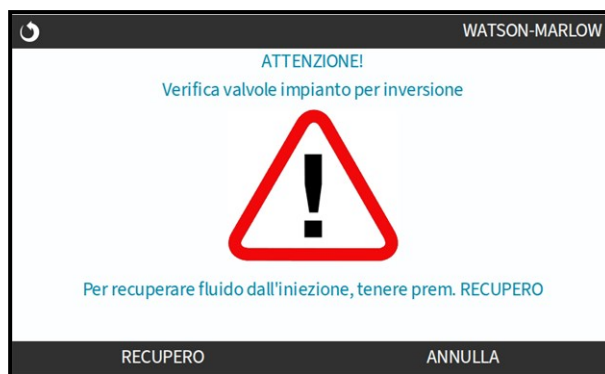 WATSON-MARLOW
ATTENZIONE!
Verifica valvole impianto per inversione
!
Per recuperare fluido dall'iniezione, tenere prem. RECUPERO
RECUPERO
ANNULLA